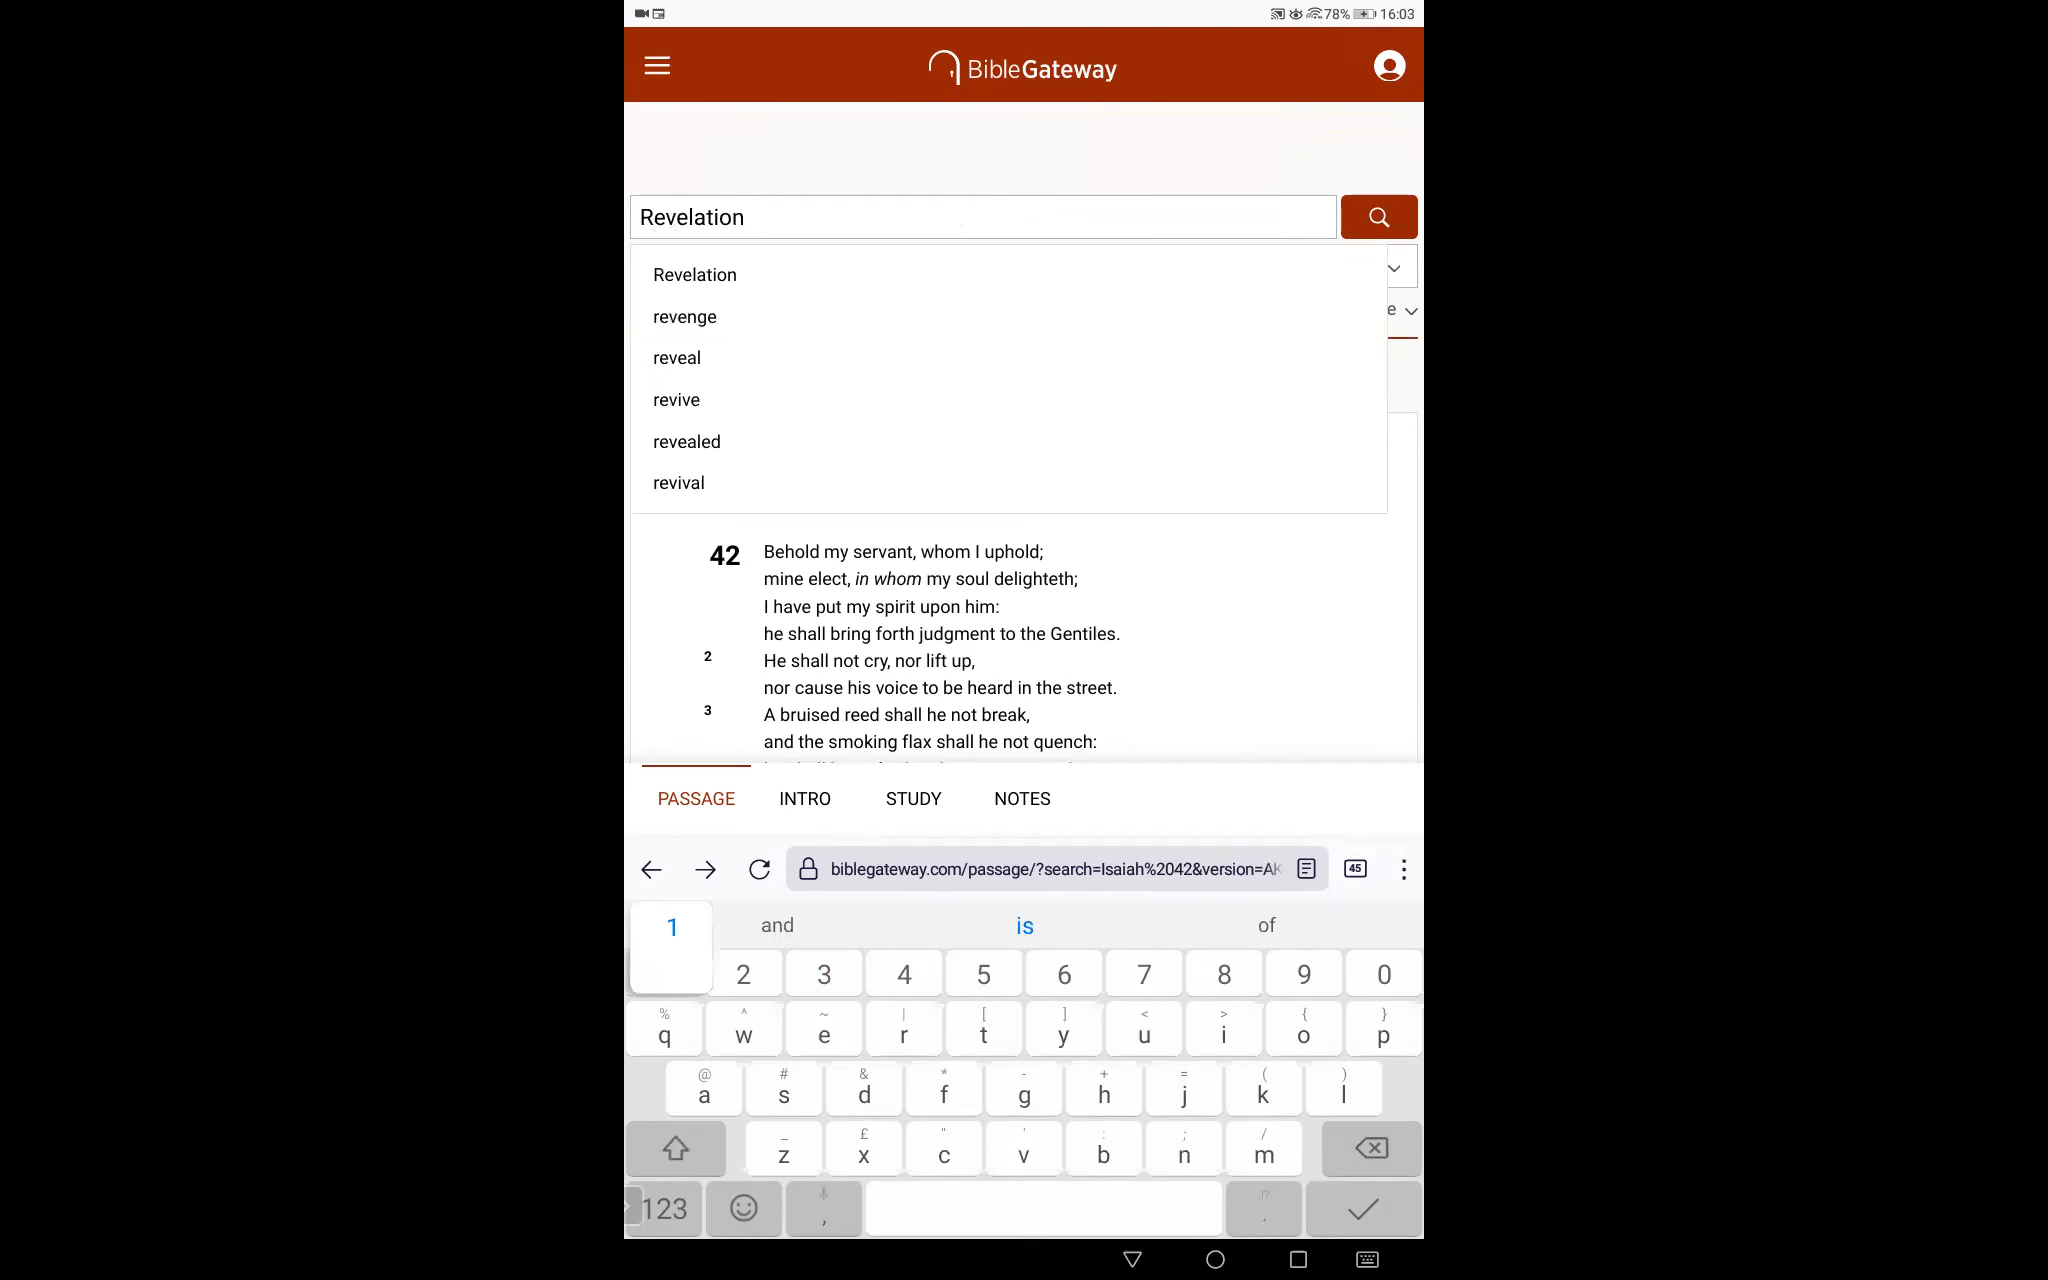 78% 16:03
BibleGateway
Revelation
Revelation
revenge
reveal
revive
revealed
revival
e
42 Behold my servant, whom I uphold;
mine elect, in whom my soul delighteth;
I have put my spirit upon him:
he shall bring forth judgment to the Gentiles.
2 He shall not cry, nor lift up,
nor cause his voice to be heard in the street.
3 A bruised reed shall he not break,
and the smoking flax shall he not quench:
PASSAGE INTRO STUDY NOTES
biblegateway.com/passage/?search=Isaiah%2042&version=AK 45
1 and is of
2 3 4 5 6 7 8 9 0
% ^ ~ | [ ] < > { }
q w e r t y u i o p
@ # & * - + = ( )
a s d f g h j k l
_ £ " ' : ; /
z x c v b n m
!?
123 , .